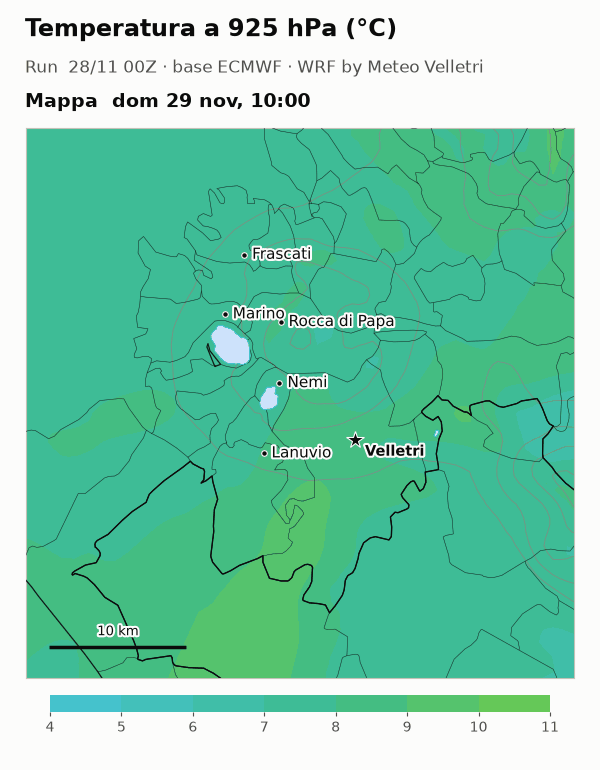 Temperatura a 925 hPa (°C)
Run  28/11 00Z · base ECMWF · WRF by Meteo Velletri
Mappa  dom 29 nov, 10:00
Frascati
Marino
Rocca di Papa
Nemi
Velletri
Lanuvio
10 km
4 5 6 7 8 9 10 11